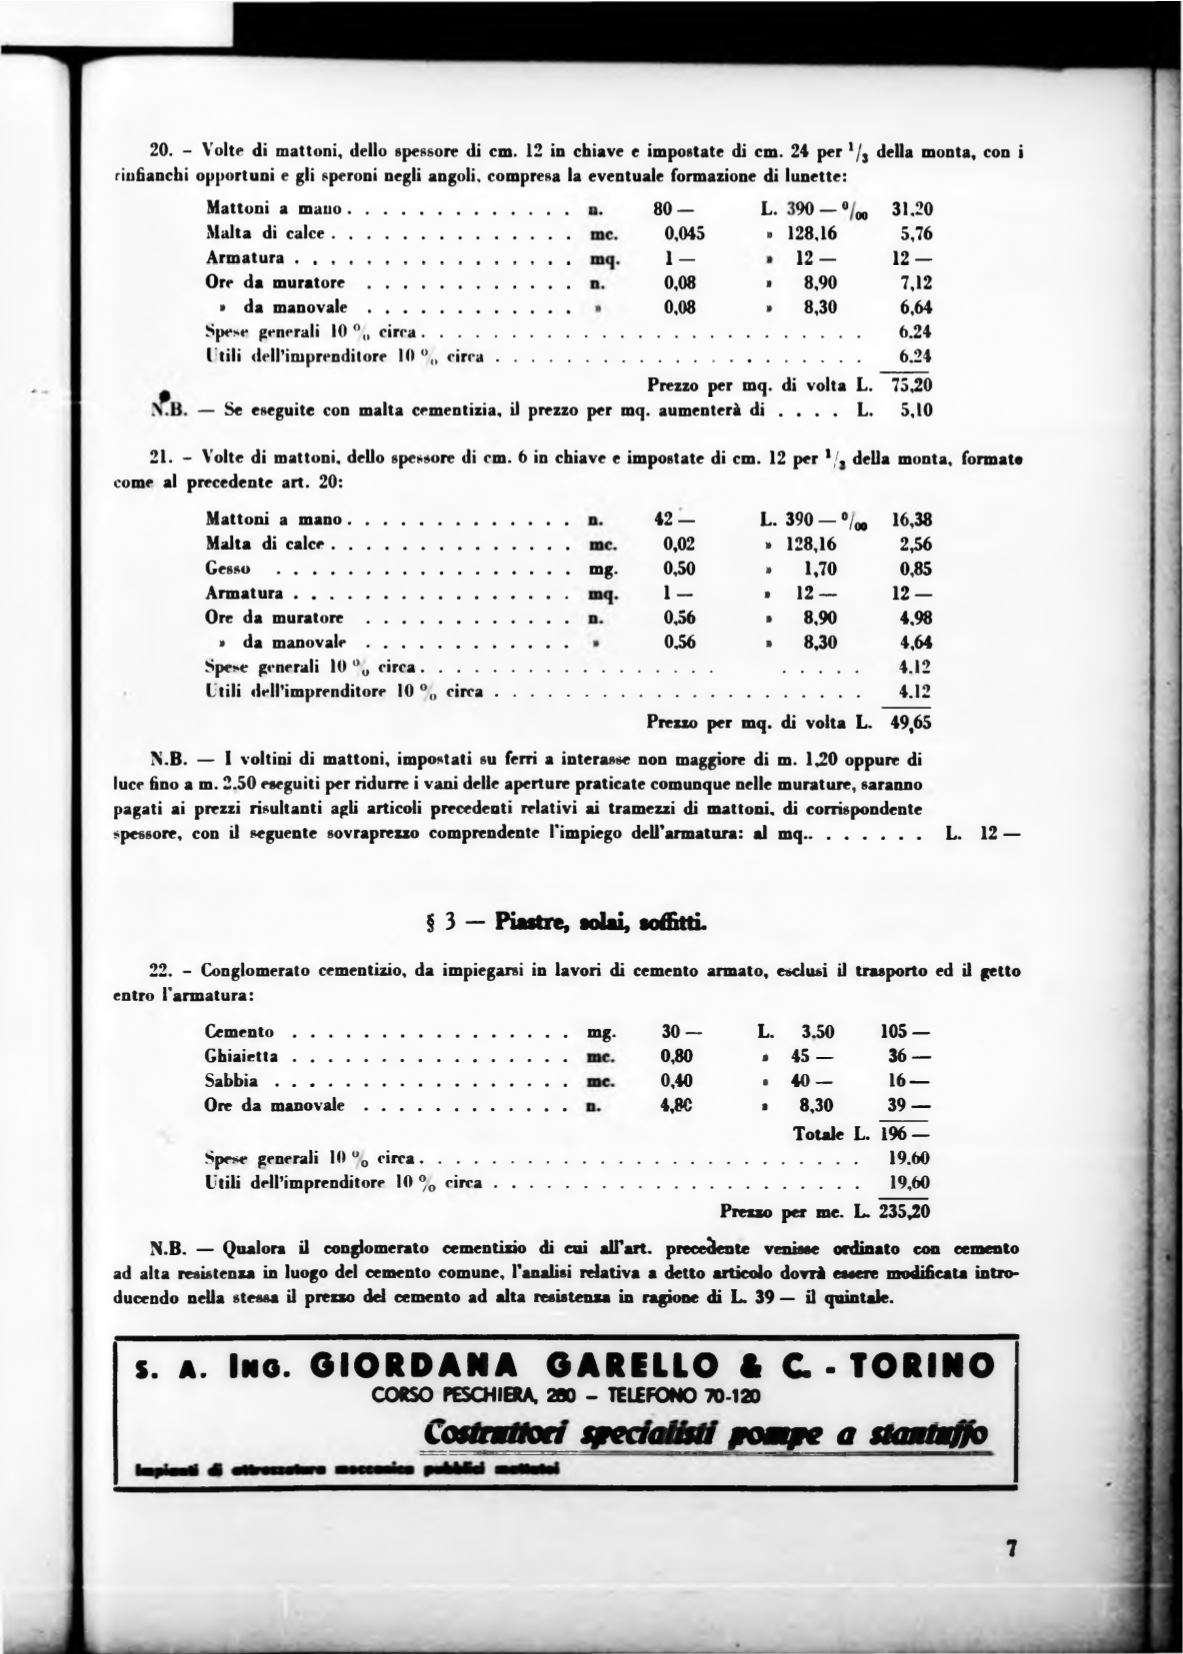 20. - Volte di mattoni, dello spessore di cm. 12 in chiave e impostate di cm. 24 per 1/3 della monta, con i
rinfianchi opportuni e gli speroni negli angoli, compresa la eventuale formazione di lunette:
Mattoni a mano . . . . . . . . . . . . . n. 80 — L. 390 — 0/00 31,20
Malta di calce . . . . . . . . . . . . . . mc. 0,045 » 128,16 5,76
Armatura . . . . . . . . . . . . . . . . mq. 1 — » 12 — 12 —
Ore da muratore . . . . . . . . . . . . n. 0,08 » 8,90 7,12
» da manovale . . . . . . . . . . . . » 0,08 » 8,30 6,64
Spese generali 10 % circa . . . . . . . . . . . . . . . . . . . . . . . . . 6.24
Utili dell'imprenditore 10 % circa . . . . . . . . . . . . . . . . . . . . . 6.24
Prezzo per mq. di volta L. 75,20
N.B. — Se eseguite con malta cementizia, il prezzo per mq. aumenterà di . . . . L. 5,10
21. - Volte di mattoni, dello spessore di cm. 6 in chiave e impostate di cm. 12 per 1/3 della monta, formate
come al precedente art. 20:
Mattoni a mano . . . . . . . . . . . . . n. 42 — L. 390 — 0/00 16,38
Malta di calce . . . . . . . . . . . . . . mc. 0,02 » 128,16 2,56
Gesso . . . . . . . . . . . . . . . . . mg. 0,50 » 1,70 0,85
Armatura . . . . . . . . . . . . . . . . mq. 1 — » 12 — 12 —
Ore da muratore . . . . . . . . . . . . n. 0,56 » 8,90 4,98
» da manovale . . . . . . . . . . . . » 0,56 » 8,30 4,64
Spese generali 10 % circa . . . . . . . . . . . . . . . . . . . . . . 4.12
Utili dell'imprenditore 10 % circa . . . . . . . . . . . . . . . . . . . . . 4.12
Prezzo per mq. di volta L. 49,65
N.B. — I voltini di mattoni, impostati su ferri a interasse non maggiore di m. 1,20 oppure di
luce fino a m. 2.50 eseguiti per ridurre i vani delle aperture praticate comunque nelle murature, saranno
pagati ai prezzi risultanti agli articoli precedenti relativi ai tramezzi di mattoni, di corrispondente
spessore, con il seguente sovraprezzo comprendente l'impiego dell'armatura: al mq.. . . . . . . L. 12 —
§ 3 — Piastre, solai, soffitti.
22. - Conglomerato cementizio, da impiegarsi in lavori di cemento armato, esclusi il trasporto ed il getto
entro l'armatura:
Cemento . . . . . . . . . . . . . . . . mg. 30 — L. 3.50 105 —
Ghiaietta . . . . . . . . . . . . . . . . mc. 0,80 » 45 — 36 —
Sabbia . . . . . . . . . . . . . . . . . mc. 0,40 » 40 — 16 —
Ore da manovale . . . . . . . . . . . . n. 4,80 » 8,30 39 —
Totale L. 196 —
Spese generali 10 % circa . . . . . . . . . . . . . . . . . . . . . . . . . 19.60
Utili dell'imprenditore 10 % circa . . . . . . . . . . . . . . . . . . . . . 19,60
Prezzo per mc. L. 235,20
N.B. — Qualora il conglomerato cementizio di cui all'art. precedente venisse ordinato con cemento
ad alta resistenza in luogo del cemento comune, l'analisi relativa a detto articolo dovrà essere modificata intro-
ducendo nella stessa il prezzo del cemento ad alta resistenza in ragione di L. 39 — il quintale.
S. A. ING. GIORDANA GARELLO & C. - TORINO
CORSO PESCHIERA, 280 - TELEFONO 70-120
Costruttori specialisti pompe a stantuffo
Impianti di attrezzatura meccanica pubblici mattatoi
7